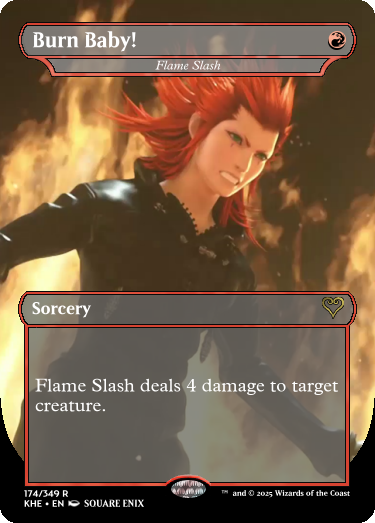 Burn Baby!
Flame Slash
Sorcery
Flame Slash deals 4 damage to target
creature.
174/349 R
KHE • EN SQUARE ENIX
™ and © 2025 Wizards of the Coast